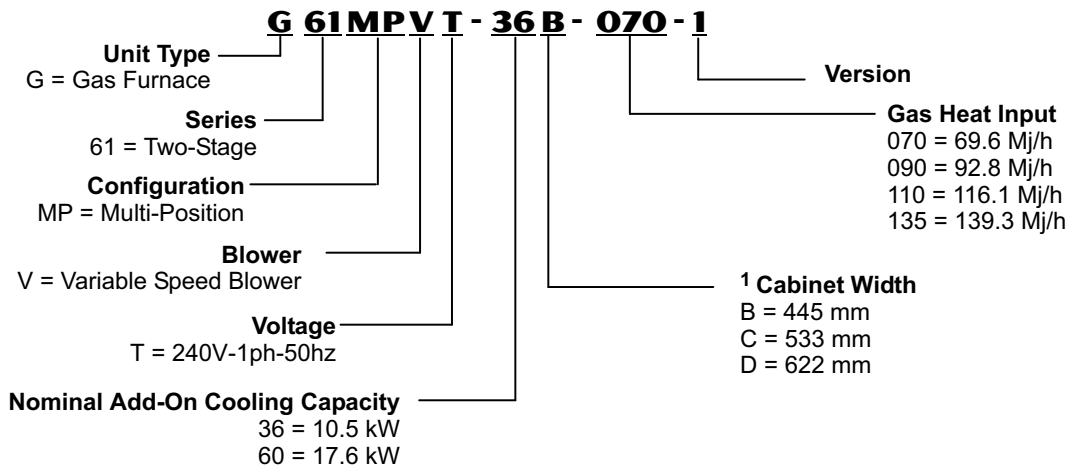 G 61 MP V T - 36 B - 070 - 1
Unit Type
G = Gas Furnace
Series
61 = Two-Stage
Configuration
MP = Multi-Position
Blower
V = Variable Speed Blower
Voltage
T = 240V-1ph-50hz
Nominal Add-On Cooling Capacity
36 = 10.5 kW
60 = 17.6 kW
Version
Gas Heat Input
070 = 69.6 Mj/h
090 = 92.8 Mj/h
110 = 116.1 Mj/h
135 = 139.3 Mj/h
1 Cabinet Width
B = 445 mm
C = 533 mm
D = 622 mm